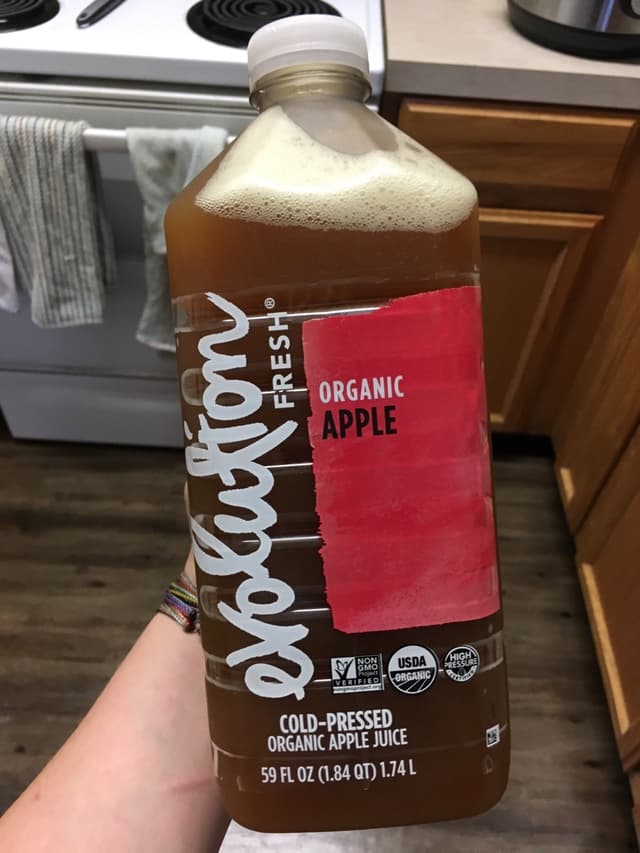 evolution
FRESH®
ORGANIC
APPLE
NON
GMO
Project
VERIFIED
USDA
ORGANIC
HIGH
PRESSURE
CERTIFIED
COLD-PRESSED
ORGANIC APPLE JUICE
59 FL OZ (1.84 QT) 1.74 L